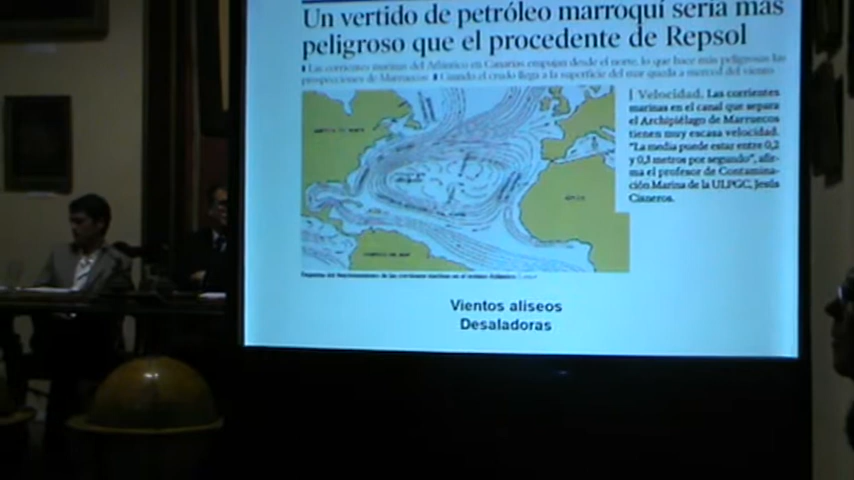 Un vertido de petróleo marroquí sería más
peligroso que el procedente de Repsol
Las corrientes marinas del Atlántico en Canarias empujan desde el norte, lo que hace más peligrosas las
prospecciones de Marruecos Cuando el crudo llega a la superficie del mar queda a merced del viento
Velocidad. Las corrientes
marinas en el canal que separa
el Archipiélago de Marruecos
tienen muy escasa velocidad.
"La media puede estar entre 0,2
y 0,3 metros por segundo", afir-
ma el profesor de Contamina-
ción Marina de la ULPGC, Jesús
Cisneros.
Vientos aliseos
Desaladoras